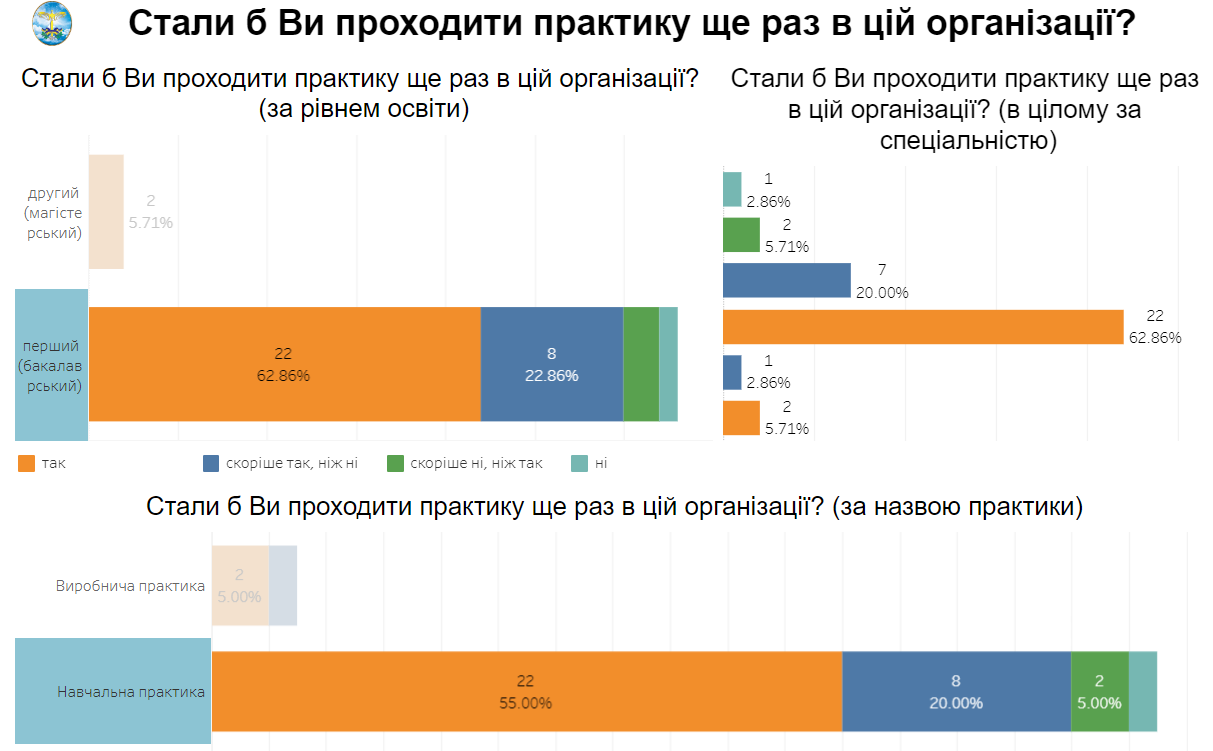 Стали б Ви проходити практику ще раз в цій організації?
Стали б Ви проходити практику ще раз в цій організації?
(за рівнем освіти)
другий
(магісте
рський)
2
5.71%
перший
(бакалав
рський)
22
62.86%
8
22.86%
Стали б Ви проходити практику ще раз
в цій організації? (в цілому за
спеціальністю)
1
2.86%
2
5.71%
7
20.00%
22
62.86%
1
2.86%
2
5.71%
так
скоріше так, ніж ні
скоріше ні, ніж так
ні
Стали б Ви проходити практику ще раз в цій організації? (за назвою практики)
Виробнича практика
2
5.00%
Навчальна практика
22
55.00%
8
20.00%
2
5.00%